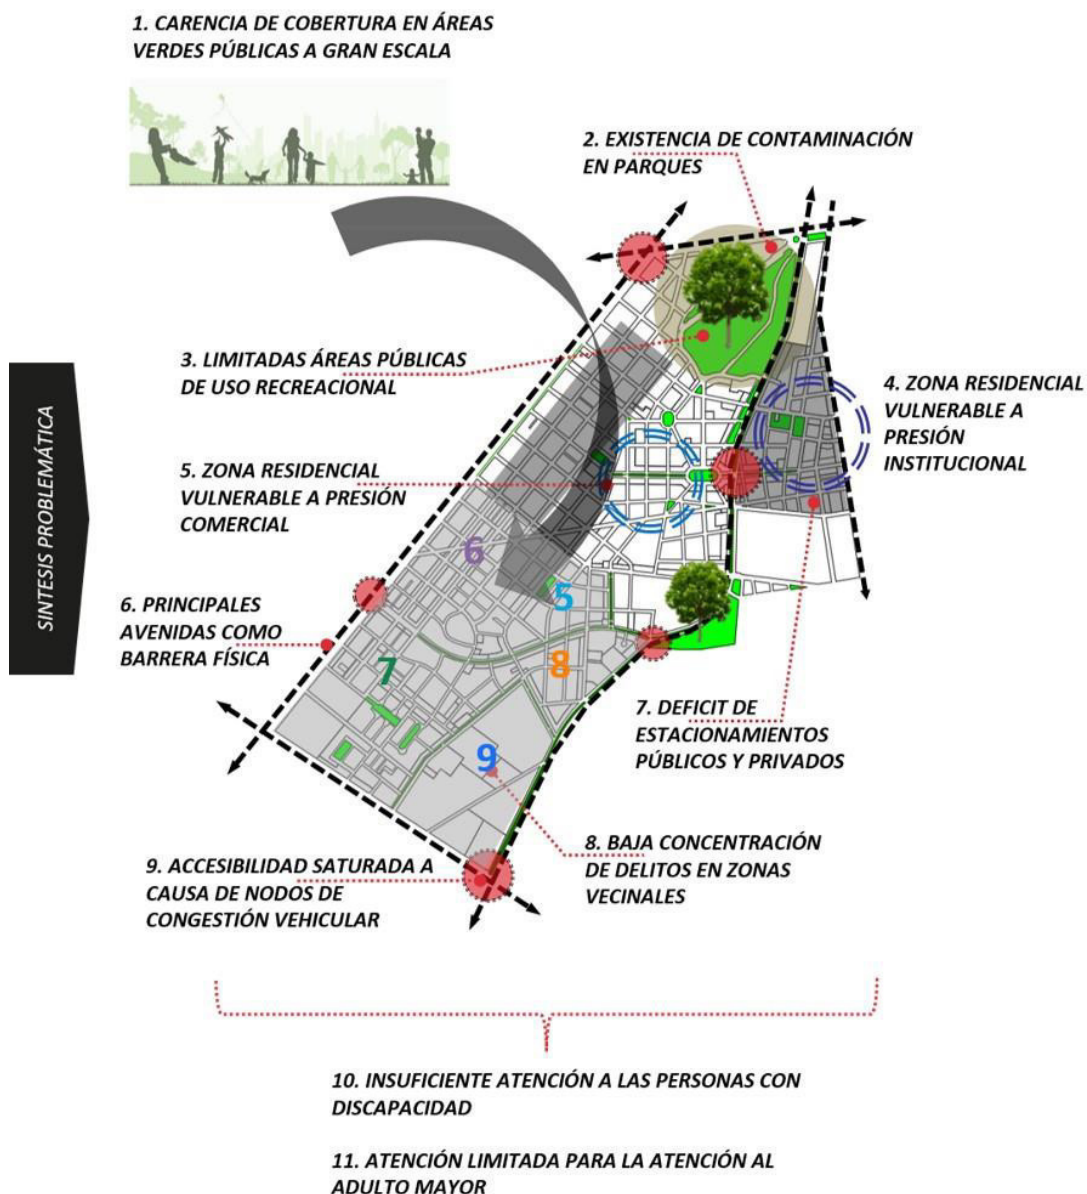 1. CARENCIA DE COBERTURA EN ÁREAS
VERDES PÚBLICAS A GRAN ESCALA
2. EXISTENCIA DE CONTAMINACIÓN
EN PARQUES
3. LIMITADAS ÁREAS PÚBLICAS
DE USO RECREACIONAL
4. ZONA RESIDENCIAL
VULNERABLE A
PRESIÓN
INSTITUCIONAL
5. ZONA RESIDENCIAL
VULNERABLE A PRESIÓN
COMERCIAL
SINTESIS PROBLEMÁTICA
6
5
6. PRINCIPALES
AVENIDAS COMO
BARRERA FÍSICA
7
8
9
7. DEFICIT DE
ESTACIONAMIENTOS
PÚBLICOS Y PRIVADOS
8. BAJA CONCENTRACIÓN
DE DELITOS EN ZONAS
VECINALES
9. ACCESIBILIDAD SATURADA A
CAUSA DE NODOS DE
CONGESTIÓN VEHICULAR
10. INSUFICIENTE ATENCIÓN A LAS PERSONAS CON
DISCAPACIDAD
11. ATENCIÓN LIMITADA PARA LA ATENCIÓN AL
ADULTO MAYOR